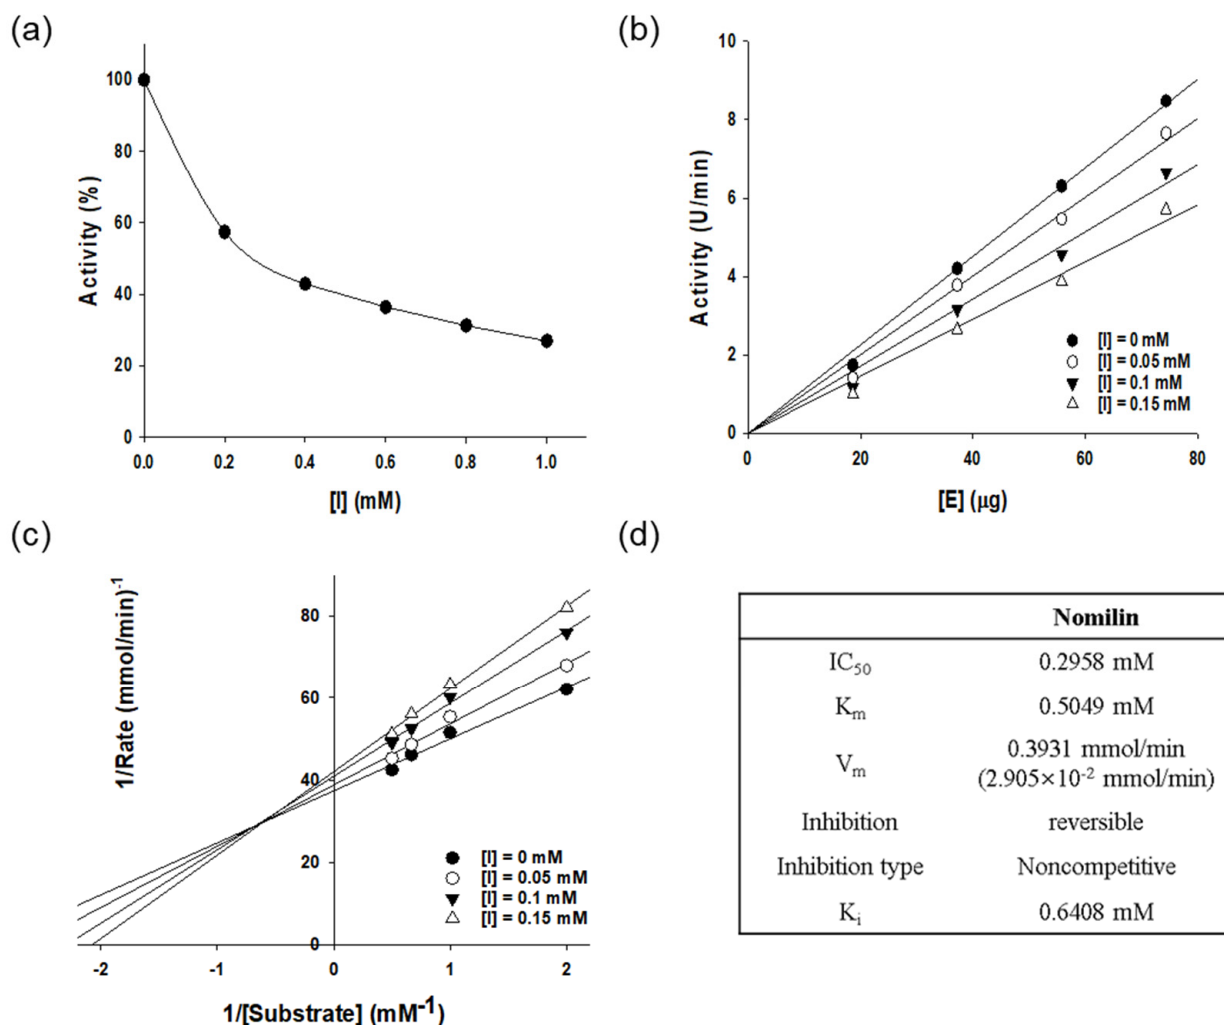 (a)
Activity (%)
100
80
60
40
20
0
0.0 0.2 0.4 0.6 0.8 1.0
[I] (mM)
(b)
Activity (U/min)
10
8
6
4
2
0
[I] = 0 mM
[I] = 0.05 mM
[I] = 0.1 mM
[I] = 0.15 mM
0 20 40 60 80
[E] (μg)
(c)
1/Rate (mmol/min)⁻¹
80
60
40
20
0
[I] = 0 mM
[I] = 0.05 mM
[I] = 0.1 mM
[I] = 0.15 mM
-2 -1 0 1 2
1/[Substrate] (mM⁻¹)
(d)
Nomilin
IC₅₀ 0.2958 mM
Kₘ 0.5049 mM
Vₘ 0.3931 mmol/min
(2.905×10⁻² mmol/min)
Inhibition reversible
Inhibition type Noncompetitive
Kᵢ 0.6408 mM